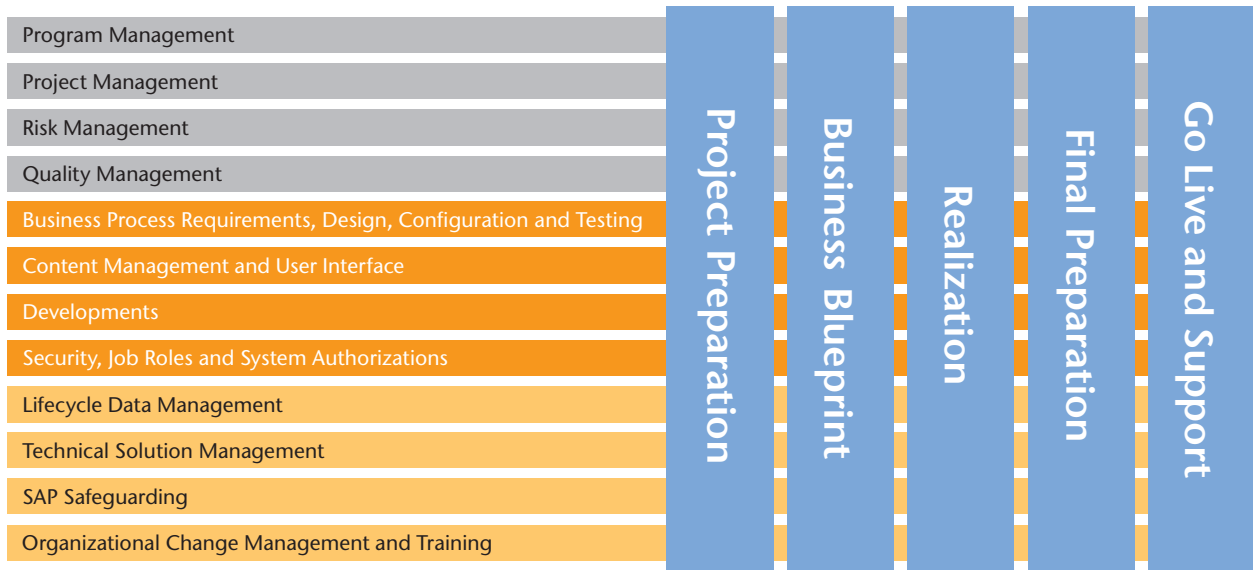 Program Management
Project Management
Risk Management
Quality Management
Business Process Requirements, Design, Configuration and Testing
Content Management and User Interface
Developments
Security, Job Roles and System Authorizations
Lifecycle Data Management
Technical Solution Management
SAP Safeguarding
Organizational Change Management and Training
Project Preparation
Business Blueprint
Realization
Final Preparation
Go Live and Support